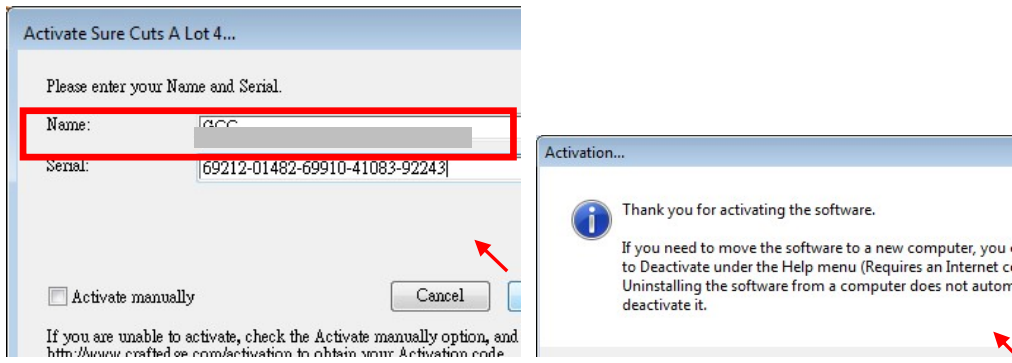 Activate Sure Cuts A Lot 4...
Please enter your Name and Serial.
Name:
Serial: 69212-01482-69910-41083-92243
Activate manually
Cancel
If you are unable to activate, check the Activate manually option, and
http://www.craftedge.com/activation to obtain your Activation code
Activation...
Thank you for activating the software.
If you need to move the software to a new computer, you
to Deactivate under the Help menu (Requires an Internet
Uninstalling the software from a computer does not
deactivate it.